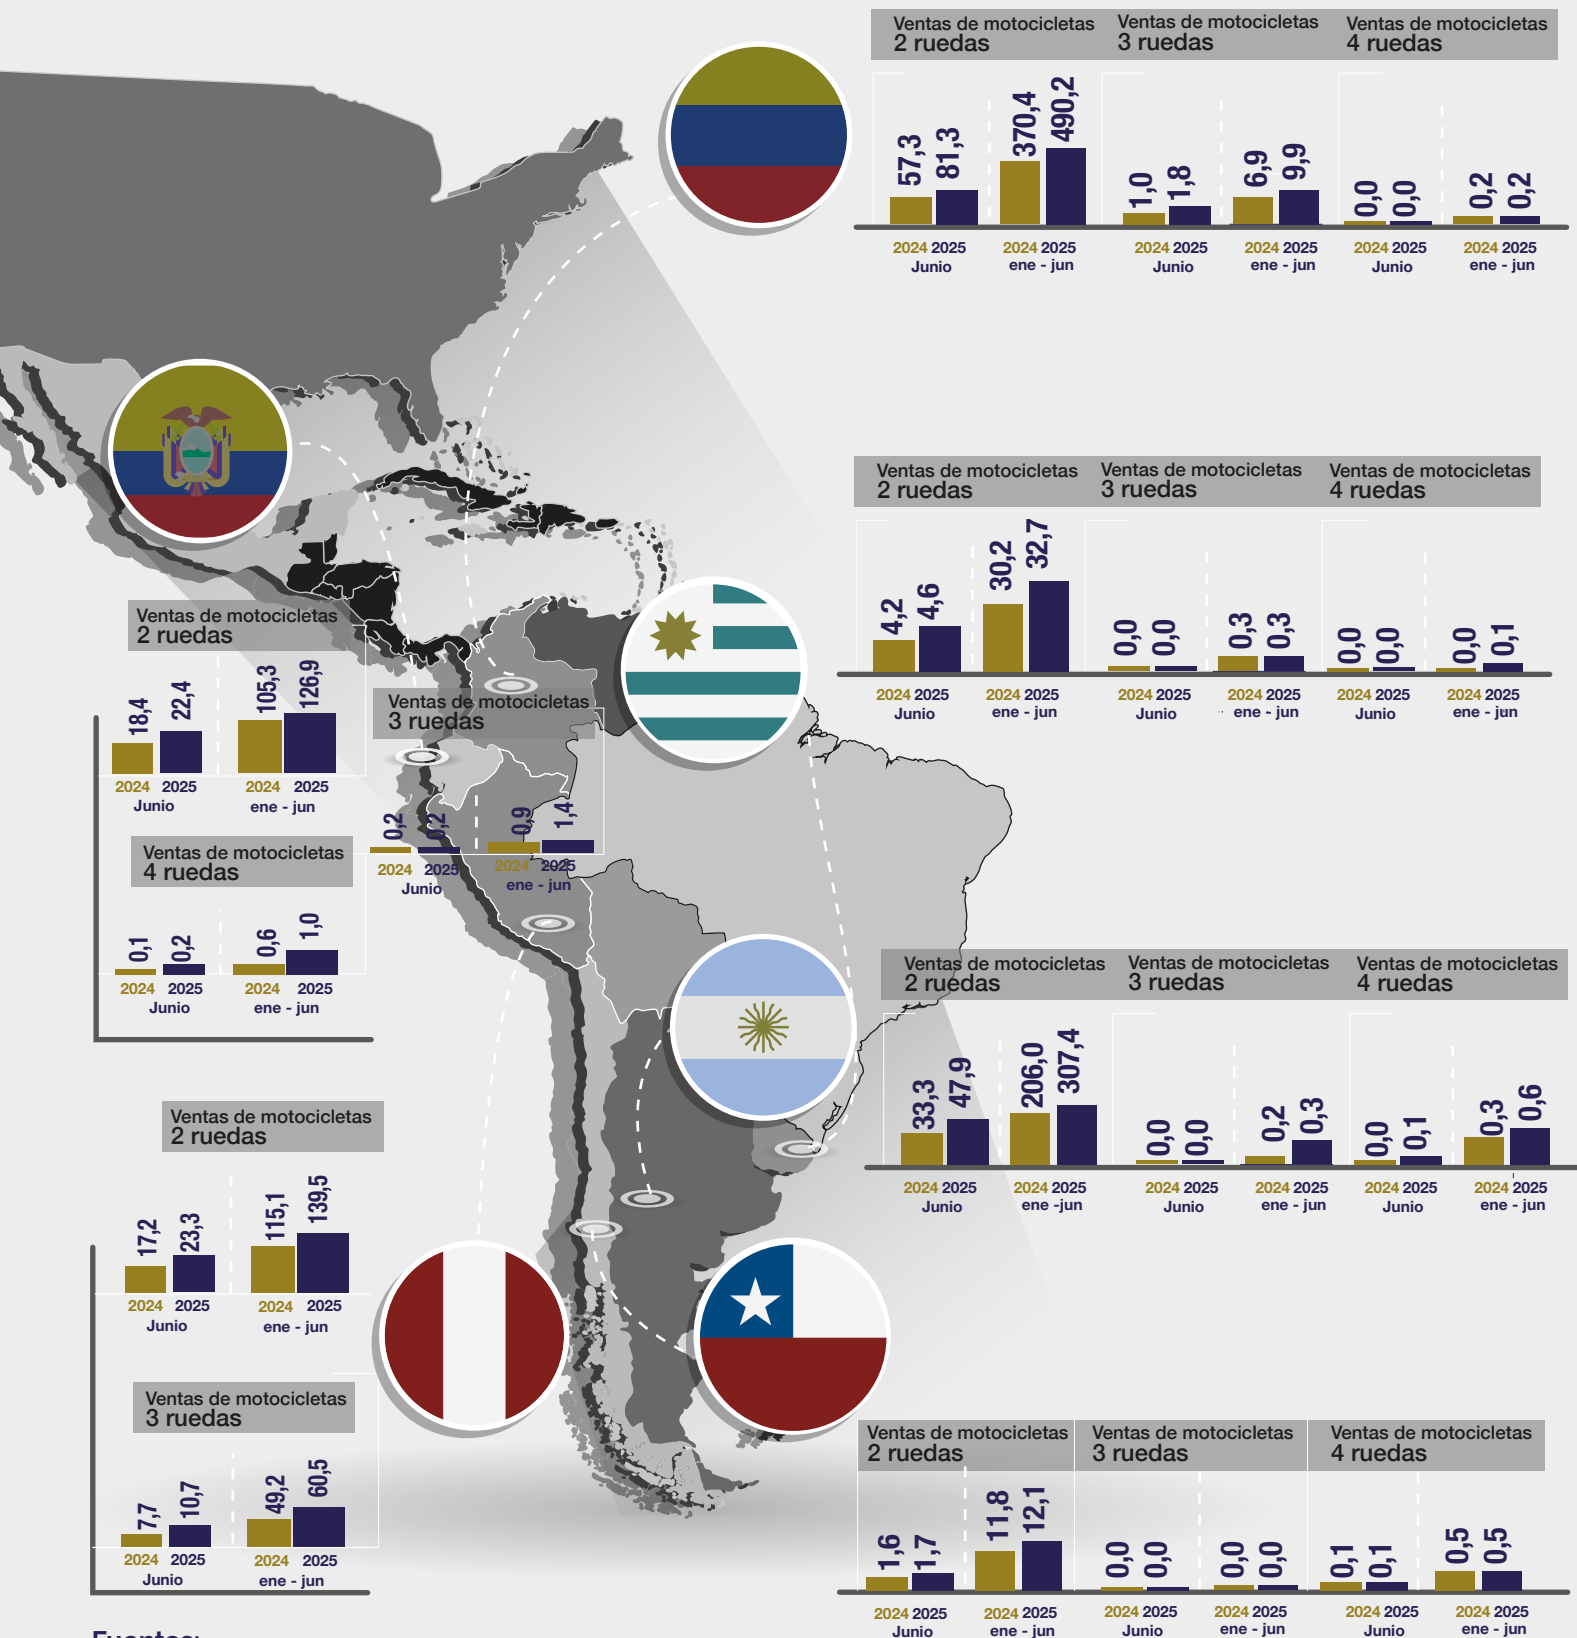 Ventas de motocicletas
2 ruedas
Ventas de motocicletas
3 ruedas
Ventas de motocicletas
4 ruedas
57,3 81,3 370,4 490,2
1,0 1,8 6,9 9,9
0,0 0,0 0,2 0,2
2024 2025 2024 2025 2024 2025 2024 2025 2024 2025 2024 2025
Junio ene - jun Junio ene - jun Junio ene - jun
Ventas de motocicletas
2 ruedas
Ventas de motocicletas
3 ruedas
Ventas de motocicletas
4 ruedas
4,2 4,6 30,2 32,7
0,0 0,0 0,3 0,3
0,0 0,0 0,0 0,1
2024 2025 2024 2025 2024 2025 2024 2025 2024 2025 2024 2025
Junio ene - jun Junio ene - jun Junio ene - jun
Ventas de motocicletas
2 ruedas
18,4 22,4 105,3 126,9
2024 2025 2024 2025
Junio ene - jun
Ventas de motocicletas
3 ruedas
0,2 0,2 0,9 1,4
2024 2025 2024 2025
Junio ene - jun
Ventas de motocicletas
4 ruedas
0,1 0,2 0,6 1,0
2024 2025 2024 2025
Junio ene - jun
Ventas de motocicletas
2 ruedas
Ventas de motocicletas
3 ruedas
Ventas de motocicletas
4 ruedas
33,3 47,9 206,0 307,4
0,0 0,0 0,2 0,3
0,0 0,1 0,3 0,6
2024 2025 2024 2025 2024 2025 2024 2025 2024 2025 2024 2025
Junio ene -jun Junio ene - jun Junio ene - jun
Ventas de motocicletas
2 ruedas
17,2 23,3 115,1 139,5
2024 2025 2024 2025
Junio ene - jun
Ventas de motocicletas
3 ruedas
7,7 10,7 49,2 60,5
2024 2025 2024 2025
Junio ene - jun
Ventas de motocicletas
2 ruedas
Ventas de motocicletas
3 ruedas
Ventas de motocicletas
4 ruedas
1,6 1,7 11,8 12,1
0,0 0,0 0,0 0,0
0,1 0,1 0,5 0,5
2024 2025 2024 2025 2024 2025 2024 2025 2024 2025 2024 2025
Junio ene - jun Junio ene - jun Junio ene - jun
Fuentes: